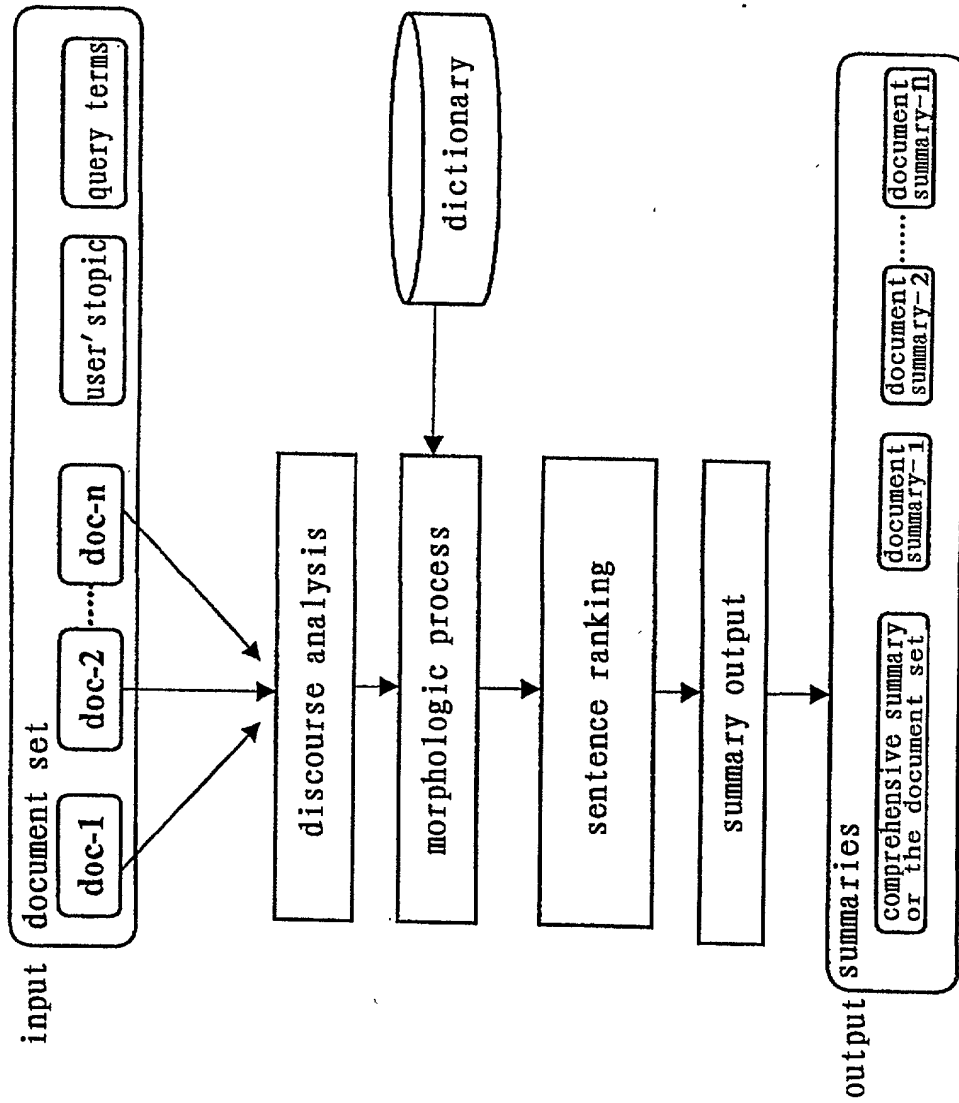 input
document set
doc-1
doc-2
.....
doc-n
user'stopic
query terms
discourse analysis
morphologic process
dictionary
sentence ranking
summary output
output
summaries
comprehensive summary
or the document set
document
summary-1
document
summary-2
......
document
summary-n